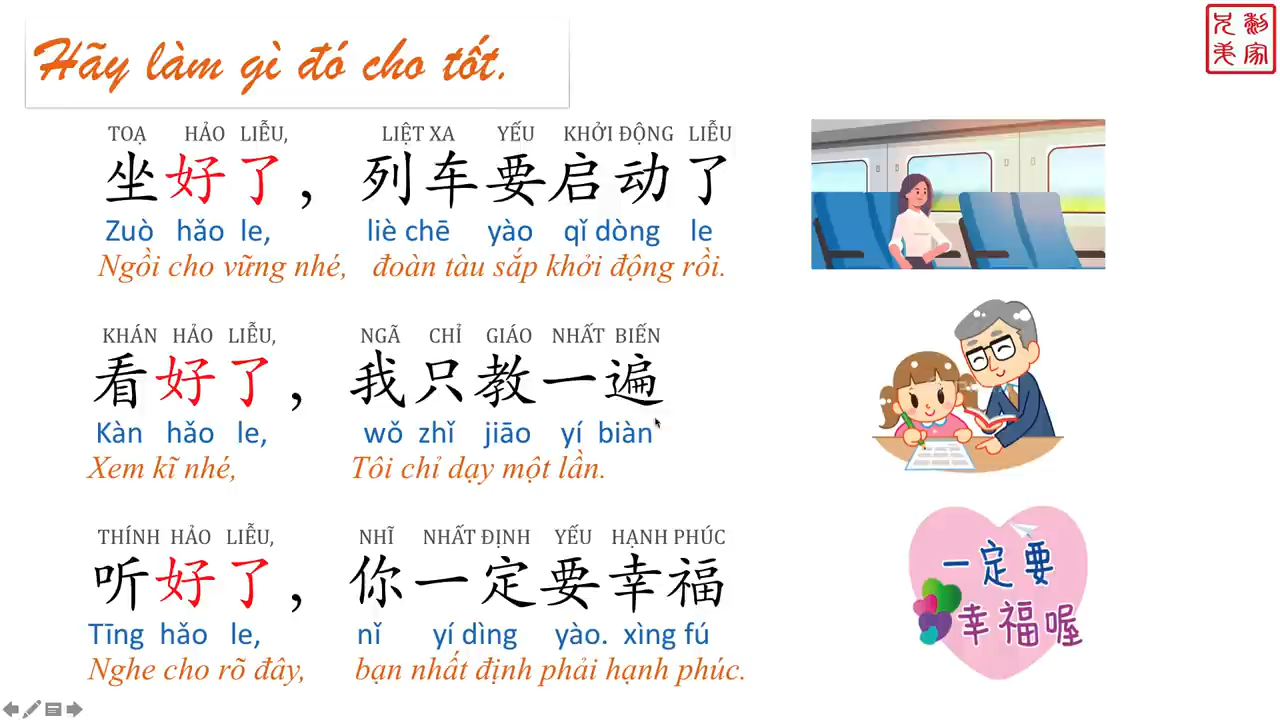 Hãy làm gì đó cho tốt.
兄弟黎家
TOẠ HẢO LIỄU, LIỆT XA YẾU KHỞI ĐỘNG LIỄU
坐好了，列车要启动了
Zuò hǎo le, liè chē yào qǐ dòng le
Ngồi cho vững nhé, đoàn tàu sắp khởi động rồi.
KHÁN HẢO LIỄU, NGÃ CHỈ GIÁO NHẤT BIẾN
看好了，我只教一遍
Kàn hǎo le, wǒ zhǐ jiāo yí biàn
Xem kĩ nhé, Tôi chỉ dạy một lần.
THÍNH HẢO LIỄU, NHĨ NHẤT ĐỊNH YẾU HẠNH PHÚC
听好了，你一定要幸福
Tīng hǎo le, nǐ yí dìng yào. xìng fú
Nghe cho rõ đây, bạn nhất định phải hạnh phúc.
一定要
幸福喔